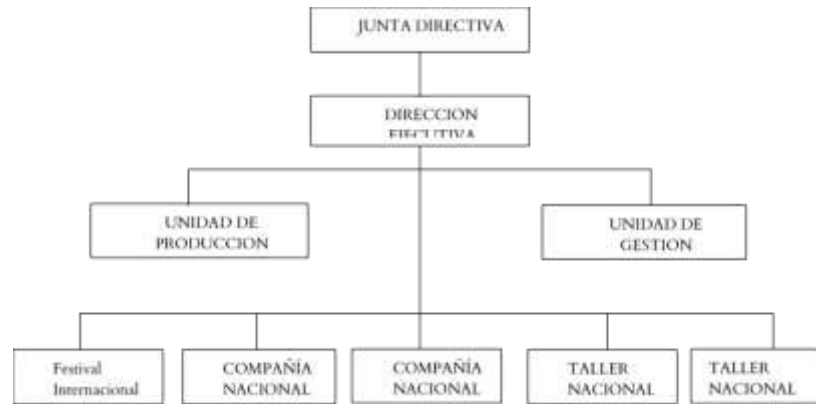 JUNTA DIRECTIVA
DIRECCION
EJECUTIVA
UNIDAD DE
PRODUCCION
UNIDAD DE
GESTION
Festival
Internacional
COMPAÑÍA
NACIONAL
COMPAÑÍA
NACIONAL
TALLER
NACIONAL
TALLER
NACIONAL